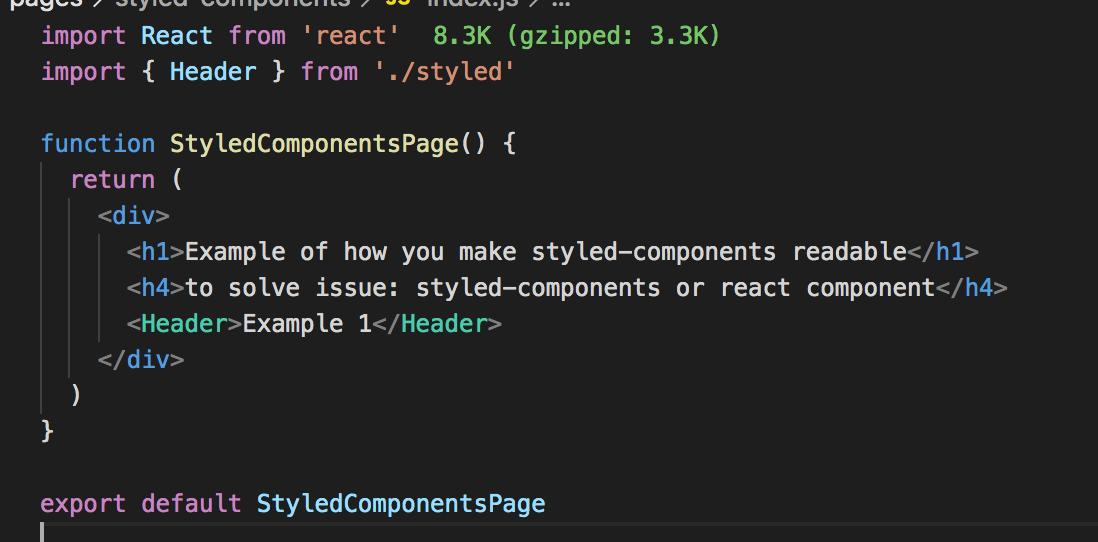 pages > styled-components > JS index.js > ...
import React from 'react'  8.3K (gzipped: 3.3K)
import { Header } from './styled'
function StyledComponentsPage() {
return (
<div>
<h1>Example of how you make styled-components readable</h1>
<h4>to solve issue: styled-components or react component</h4>
<Header>Example 1</Header>
</div>
)
}
export default StyledComponentsPage